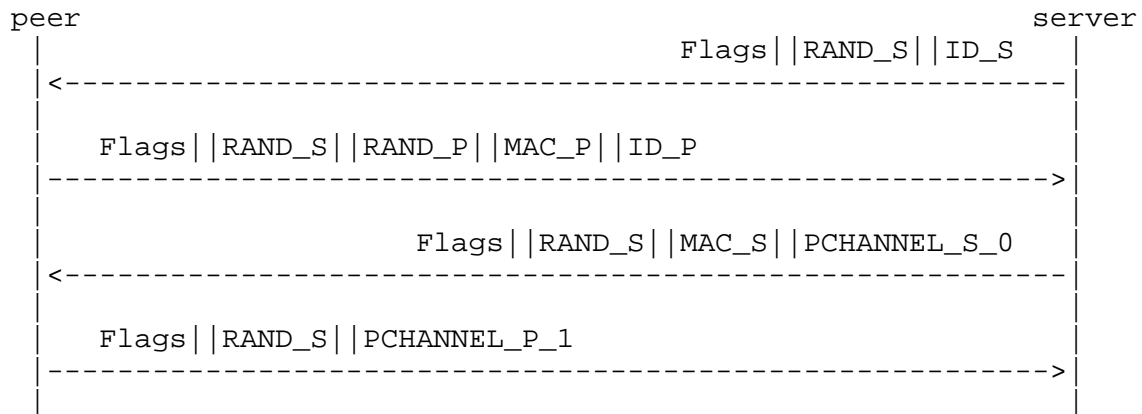 peer server
Flags||RAND_S||ID_S
Flags||RAND_S||RAND_P||MAC_P||ID_P
Flags||RAND_S||MAC_S||PCHANNEL_S_0
Flags||RAND_S||PCHANNEL_P_1